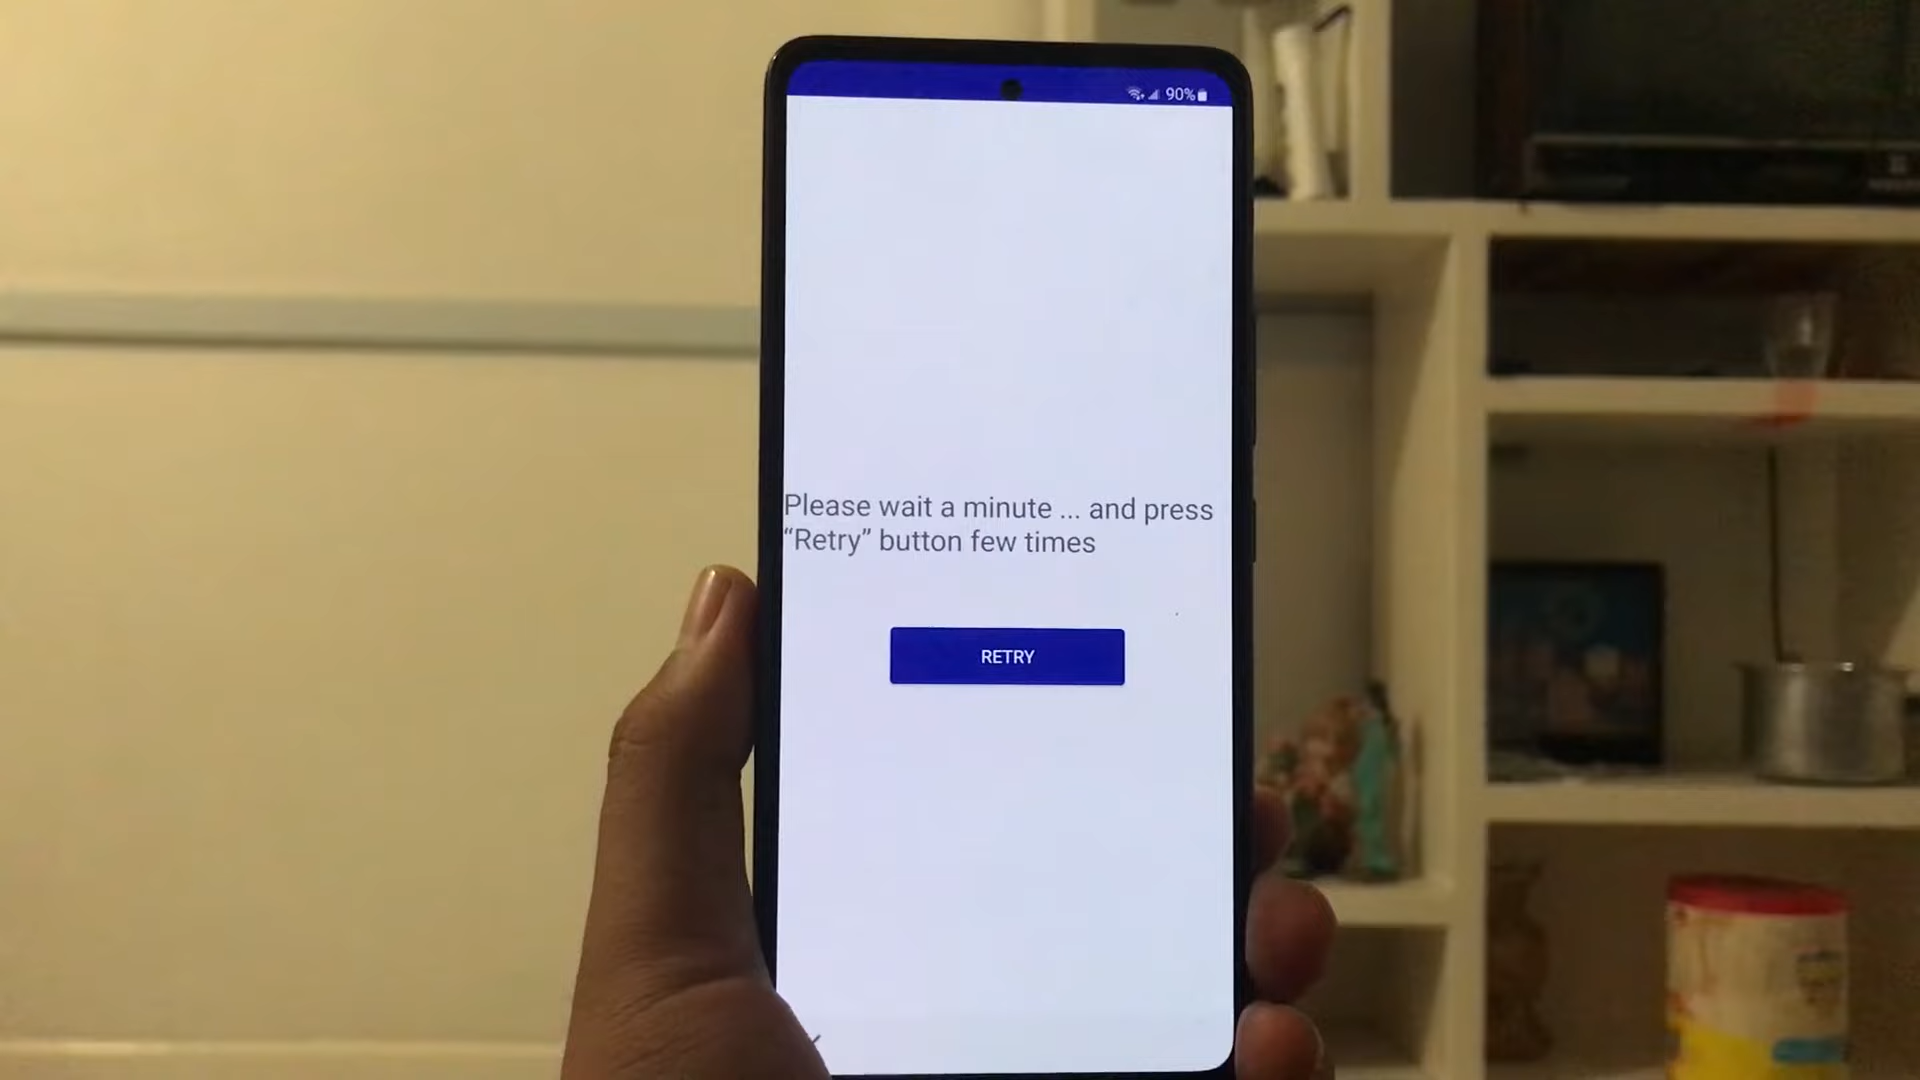 90%
Please wait a minute ... and press
“Retry” button few times
RETRY